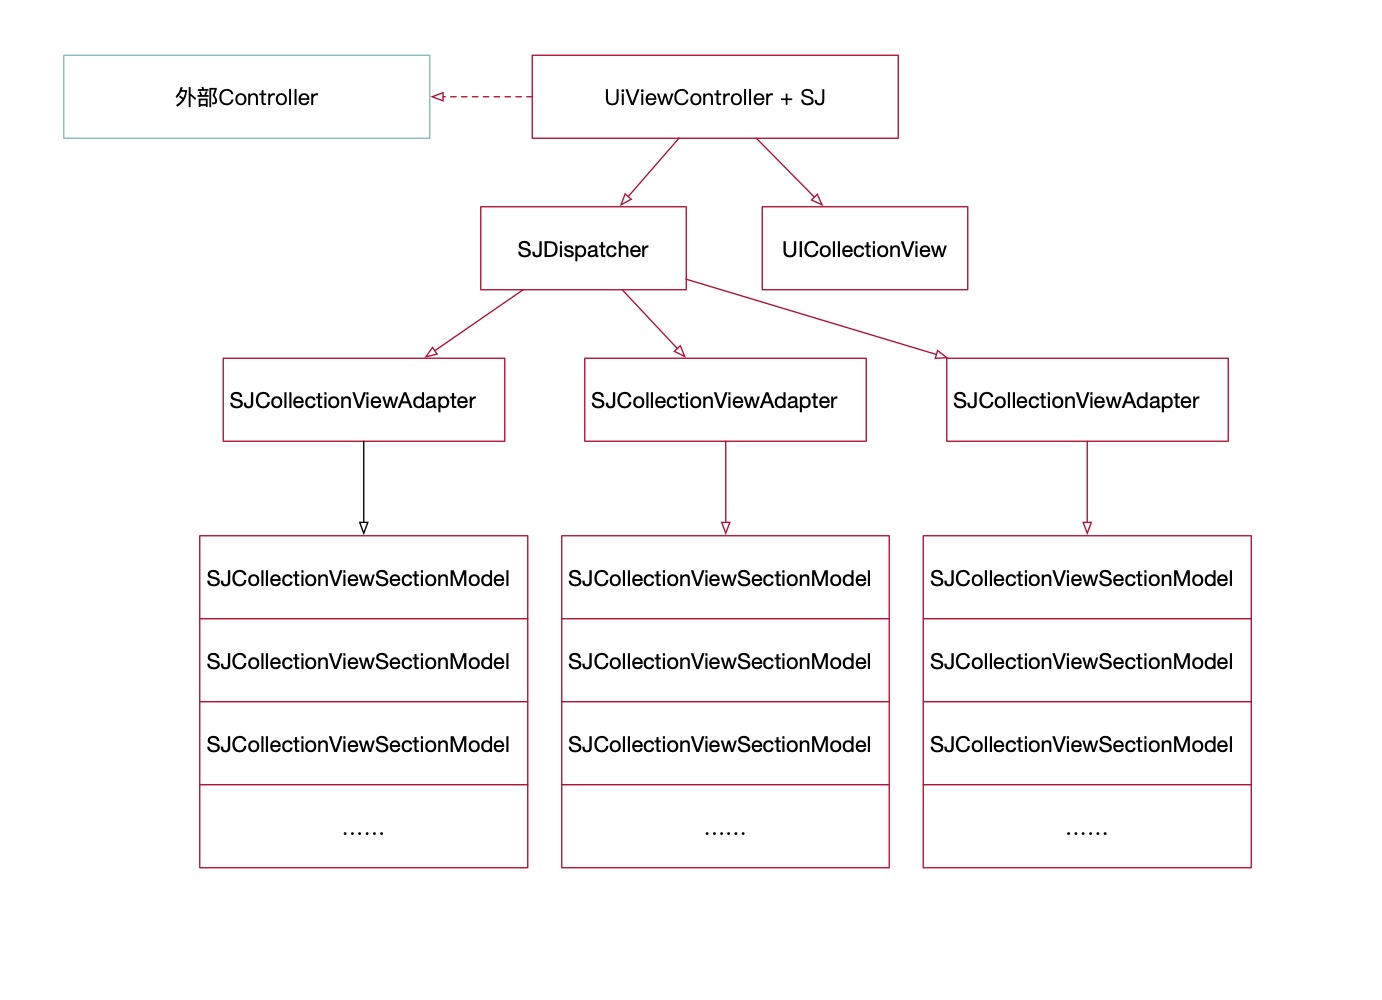 外部Controller
UiViewController + SJ
SJDispatcher
UICollectionView
SJCollectionViewAdapter
SJCollectionViewAdapter
SJCollectionViewAdapter
SJCollectionViewSectionModel
SJCollectionViewSectionModel
SJCollectionViewSectionModel
SJCollectionViewSectionModel
SJCollectionViewSectionModel
SJCollectionViewSectionModel
SJCollectionViewSectionModel
SJCollectionViewSectionModel
SJCollectionViewSectionModel
……
……
……